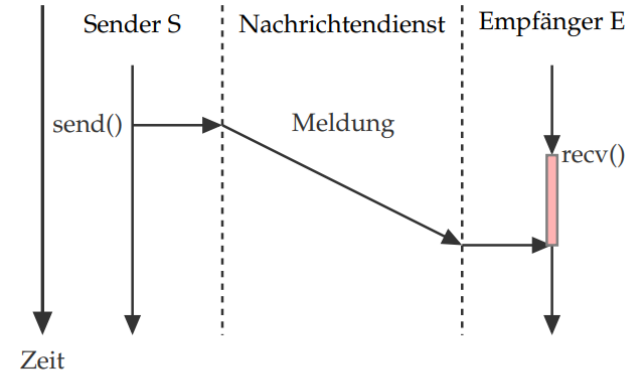 Sender S
Nachrichtendienst
Empfänger E
send()
Meldung
recv()
Zeit